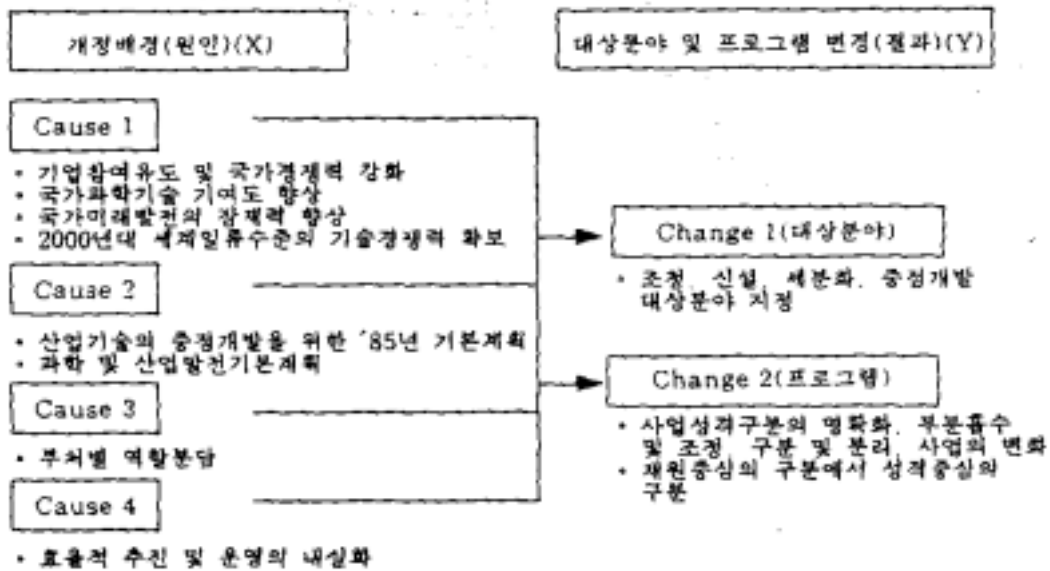 개정배경(원인)(X)
대상분야 및 프로그램 변경(결과)(Y)
Cause 1
• 기업참여유도 및 국가경쟁력 강화
• 국가과학기술 기여도 향상
• 국가미래발전의 잠재력 향상
• 2000년대 세계일류수준의 기술경쟁력 확보
Cause 2
• 산업기술의 중점개발을 위한 '85년 기본계획
• 과학 및 산업발전기본계획
Cause 3
• 부처별 역할분담
Cause 4
• 효율적 추진 및 운영의 내실화
Change 1(대상분야)
• 조정, 신설, 세분화, 중점개발
대상분야 지정
Change 2(프로그램)
• 사업성격구분의 명확화, 부분흡수
및 조정, 구분 및 분리, 사업의 변화
• 재원중심의 구분에서 성격중심의
구분